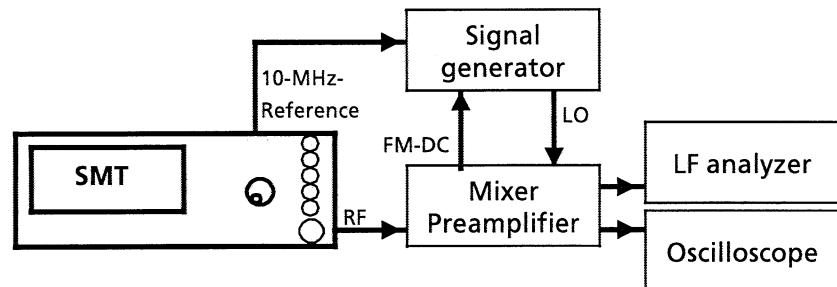 Signal
generator
10-MHz-
Reference
FM-DC
LO
SMT
RF
Mixer
Preamplifier
LF analyzer
Oscilloscope